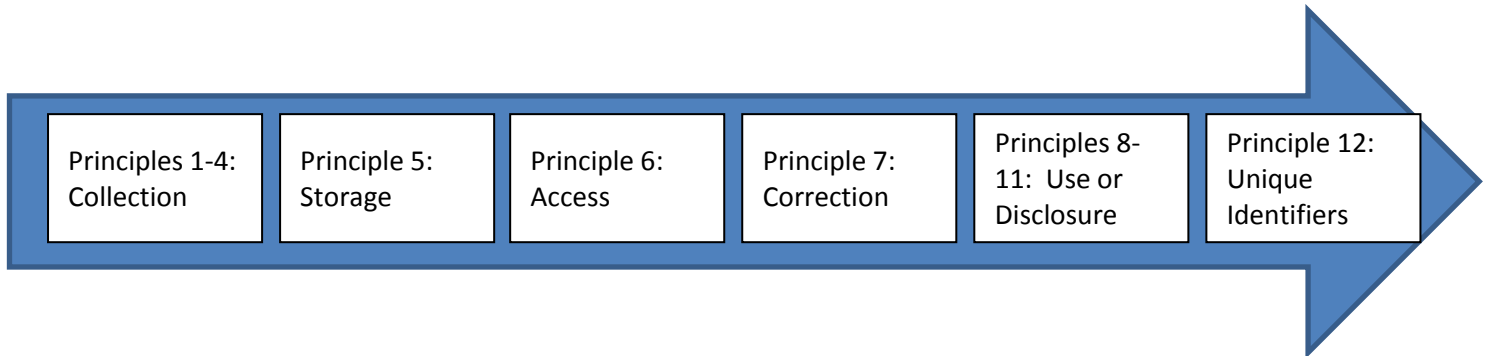 Principles 1-4:
Collection
Principle 5:
Storage
Principle 6:
Access
Principle 7:
Correction
Principles 8-
11:  Use or
Disclosure
Principle 12:
Unique
Identifiers